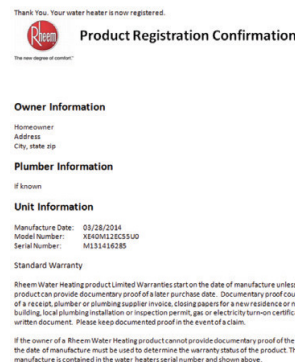 Thank You. Your water heater is now registered.
Rheem
Product Registration Confirmation
The new degree of comfort.™
Owner Information
Homeowner
Address
City, state zip
Plumber Information
If known
Unit Information
Manufacture Date: 03/28/2014
Model Number: XE40M12EC55U0
Serial Number: M131416285
Standard Warranty
Rheem Water Heating product Limited Warranties start on the date of manufacture unless
product can provide documentary proof of a later purchase date. Documentary proof cou
of a receipt, plumber or plumbing supplier invoice, closing papers for a new residence or n
building, local plumbing installation or inspection permit, gas or electricity turn-on certific
written document. Please keep documented proof in the event of a claim.
If the owner of a Rheem Water Heating product cannot provide documentary proof of the
the date of manufacture must be used to determine the warranty status of the product. Th
manufacture is contained in the water heaters serial number and shown above.